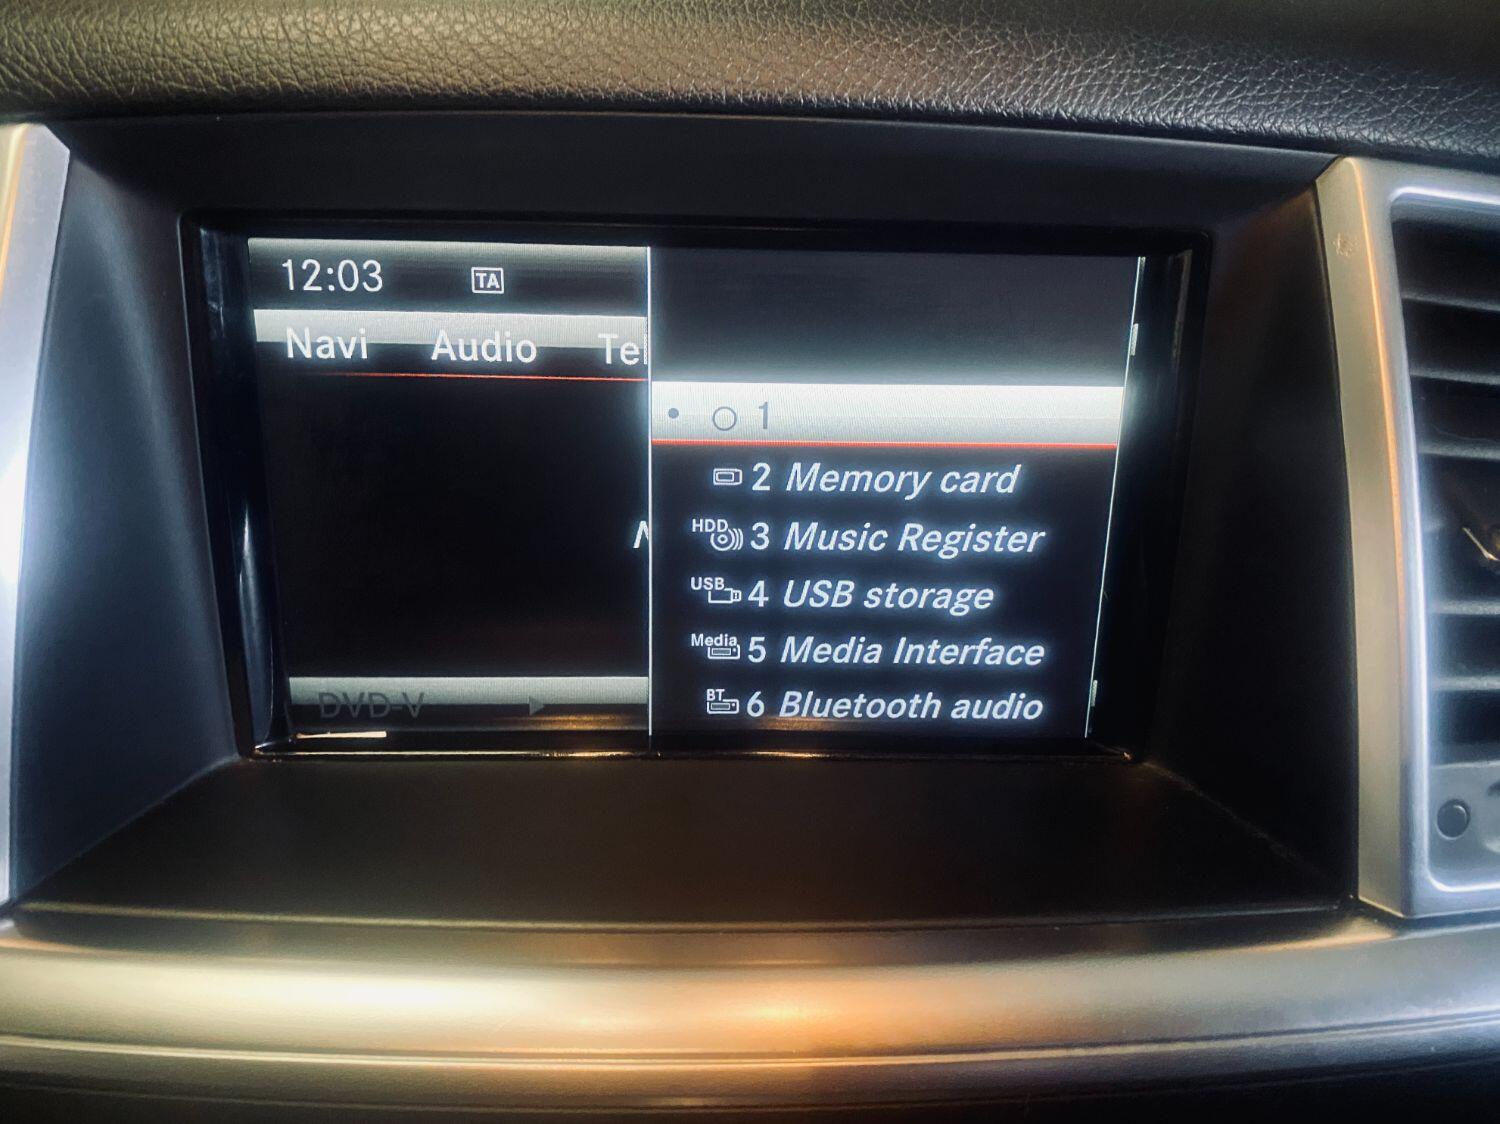 12:03 TA
Navi Audio Te
1
2 Memory card
HDD 3 Music Register
USB 4 USB storage
Media 5 Media Interface
BT 6 Bluetooth audio
DVD-V